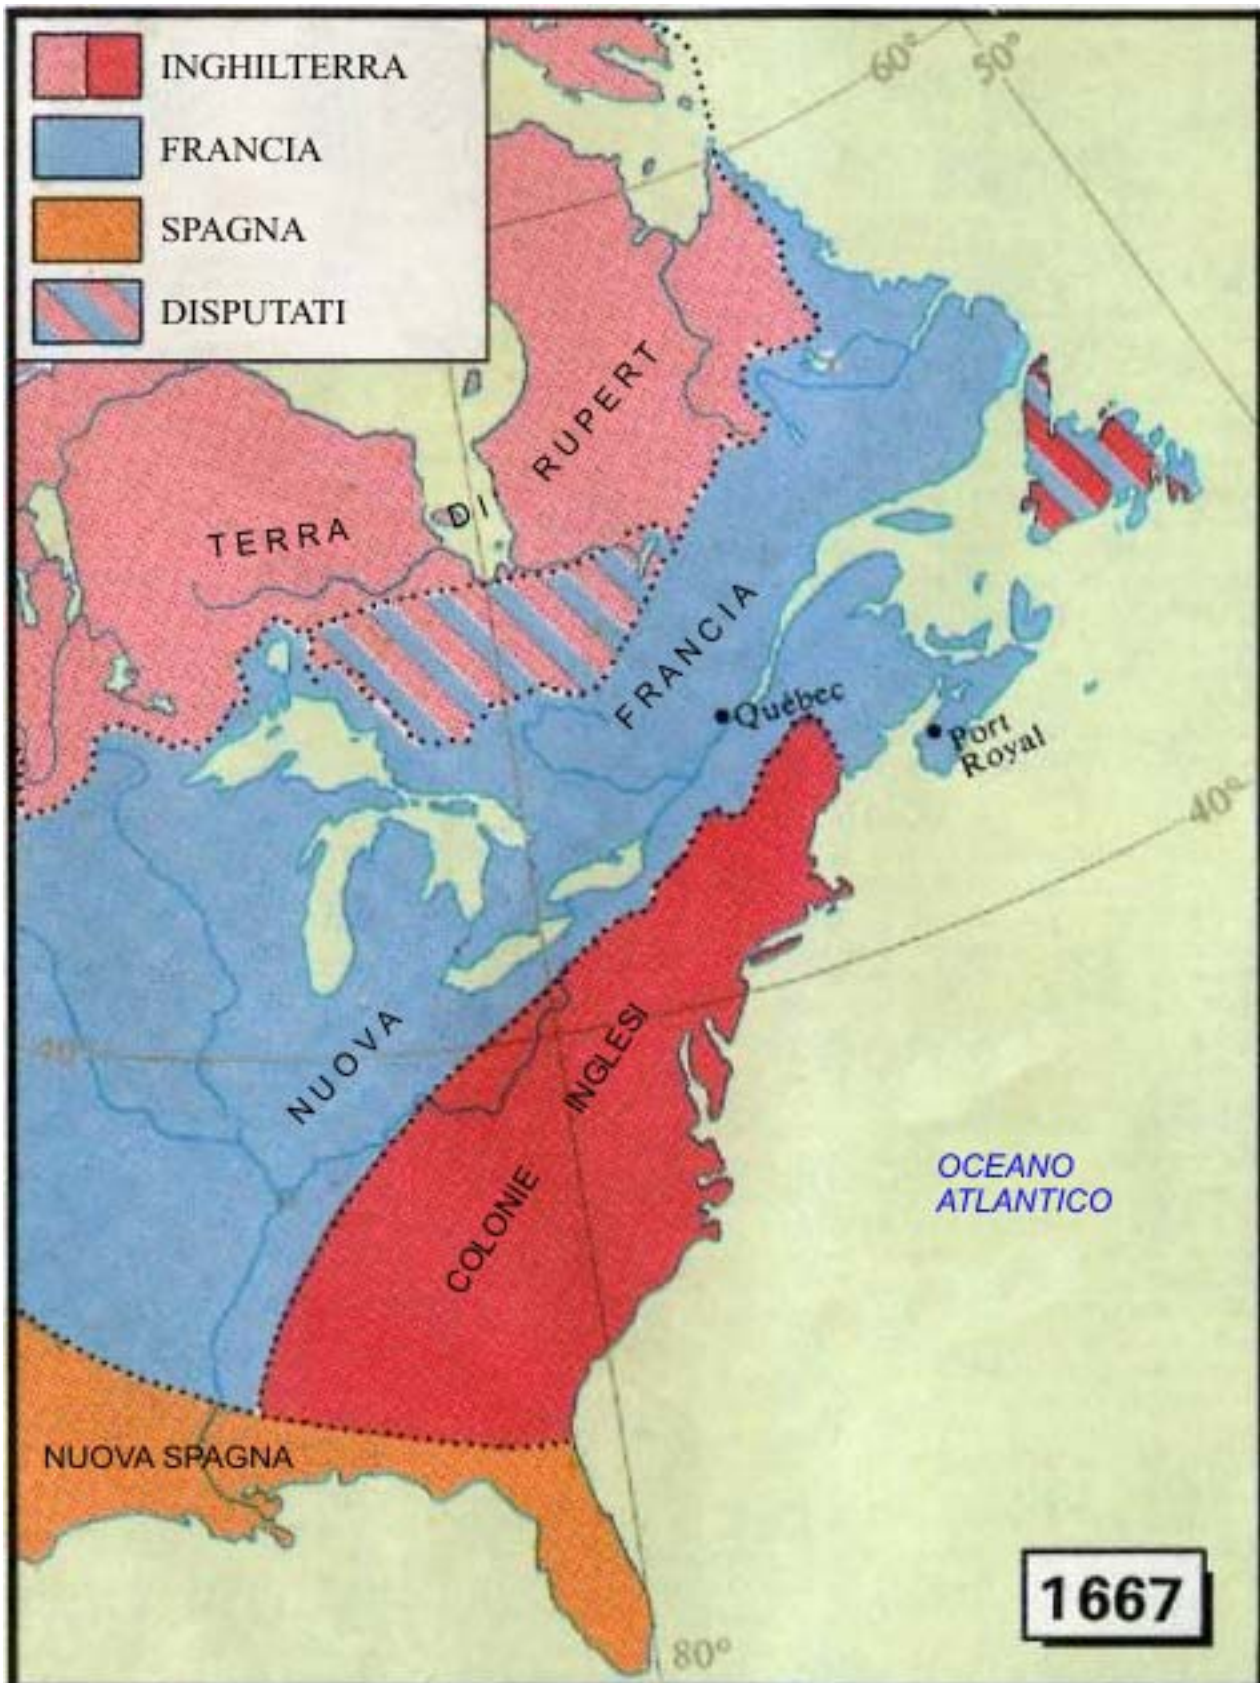 INGHILTERRA
FRANCIA
SPAGNA
DISPUTATI
60°
50°
TERRA DI RUPERT
NUOVA FRANCIA
Québec
Port
Royal
40°
40°
COLONIE INGLESI
OCEANO
ATLANTICO
NUOVA SPAGNA
1667
80°